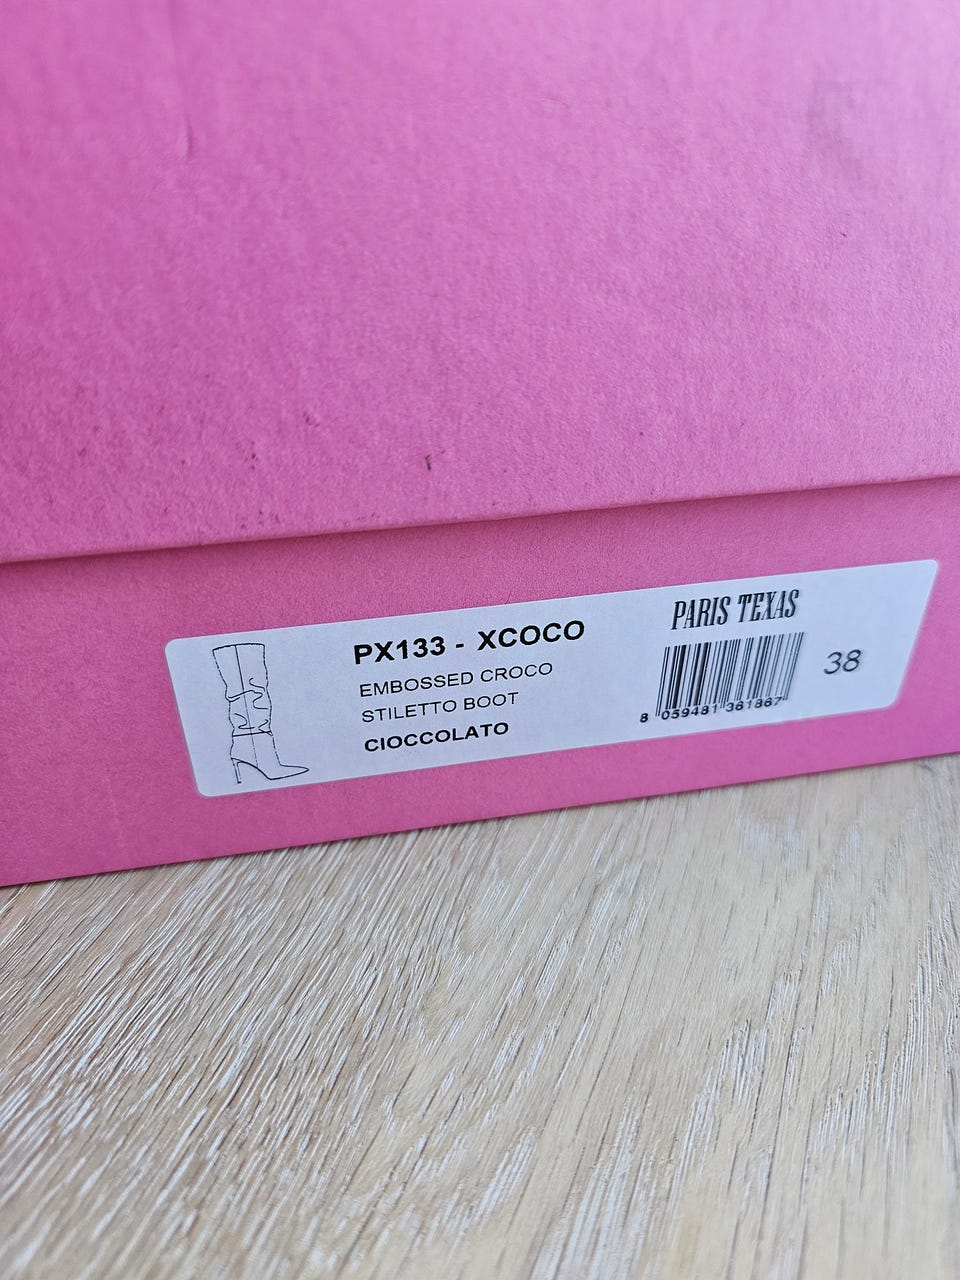 PX133 - XCOCO
EMBOSSED CROCO
STILETTO BOOT
CIOCCOLATO
PARIS TEXAS
8 059481 361867
38